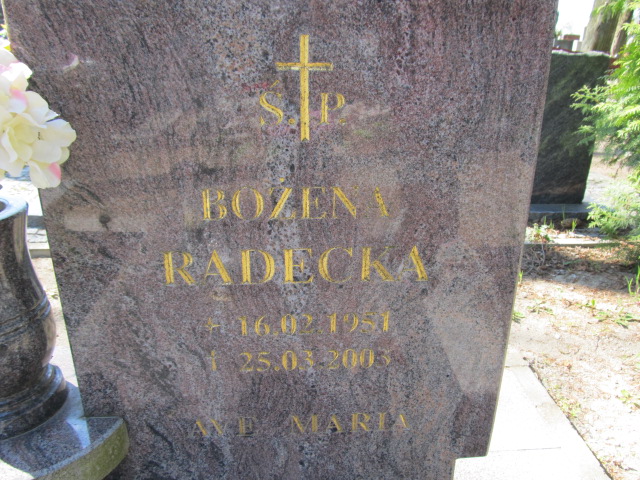 Ś. P.
BOŻENA
RADECKA
* 16.02.1951
† 25.03.2003
AVE MARIA